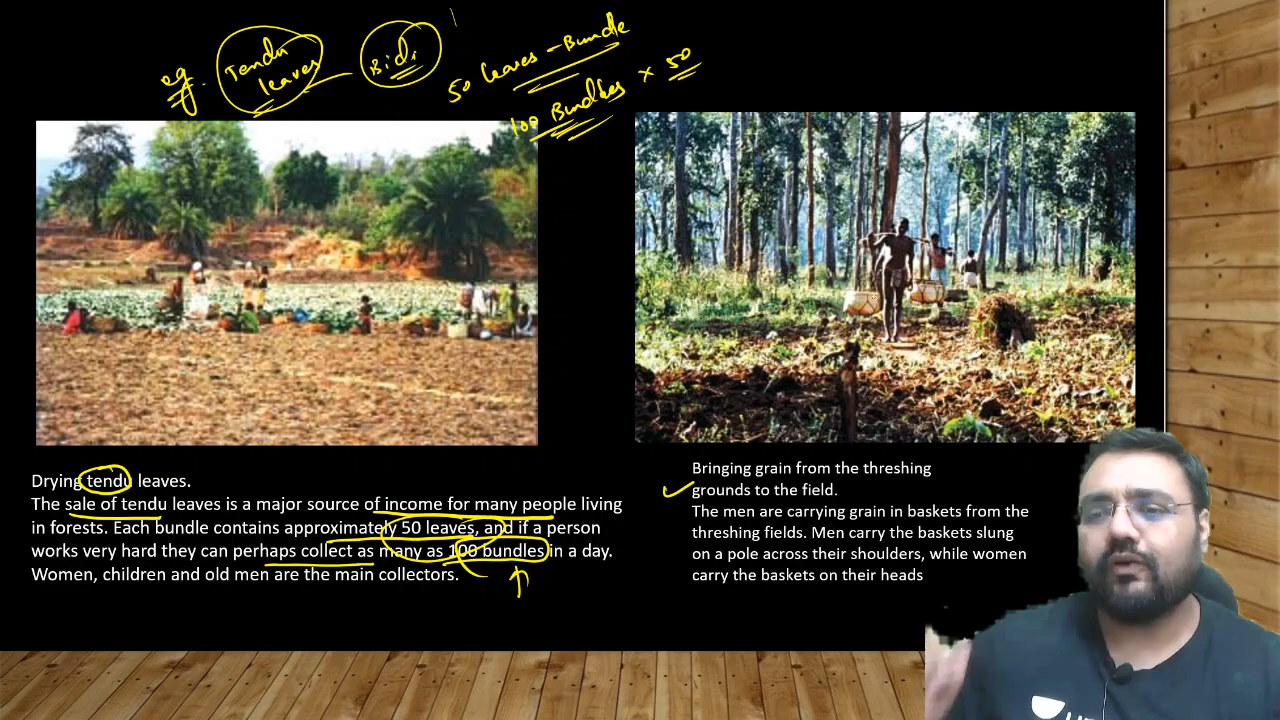 eg. Tendu leaves — Bidi
50 leaves - Bundle
100 Bundles × 50
Drying tendu leaves.
The sale of tendu leaves is a major source of income for many people living
in forests. Each bundle contains approximately 50 leaves, and if a person
works very hard they can perhaps collect as many as 100 bundles in a day.
Women, children and old men are the main collectors.
Bringing grain from the threshing
grounds to the field.
The men are carrying grain in baskets from the
threshing fields. Men carry the baskets slung
on a pole across their shoulders, while women
carry the baskets on their heads